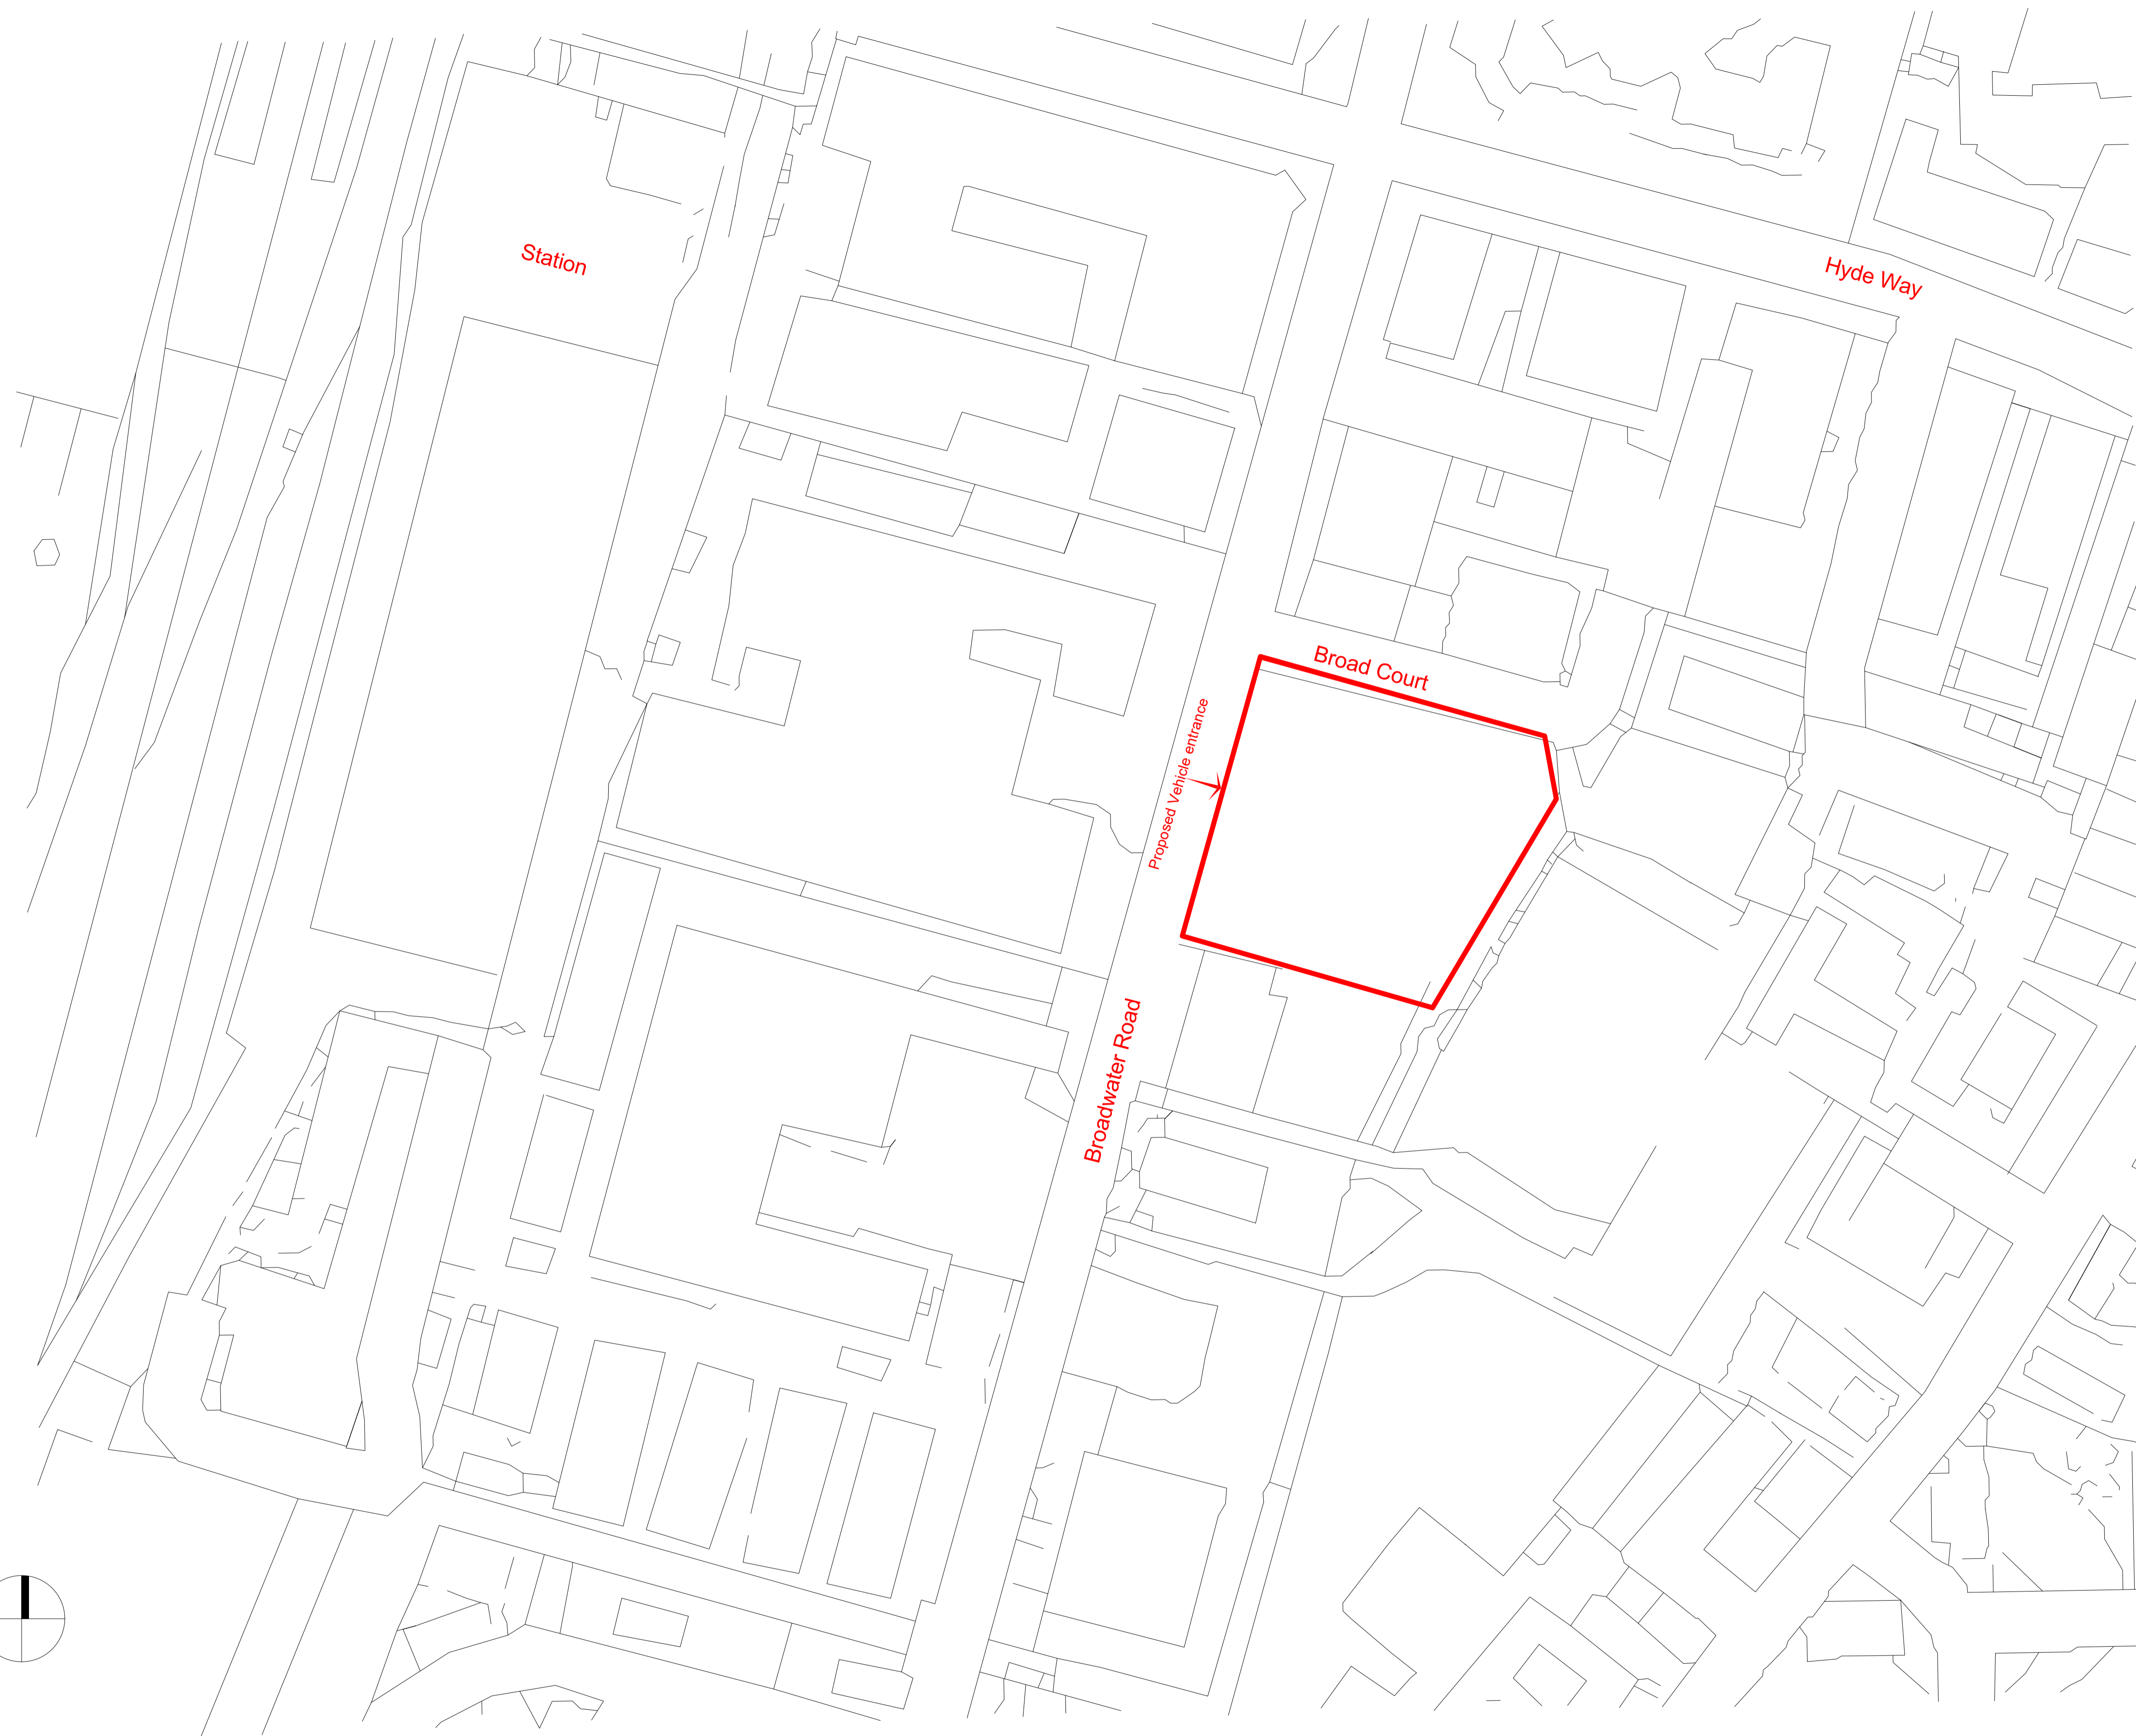 Station
Hyde Way
Broad Court
Proposed Vehicle entrance
Broadwater Road